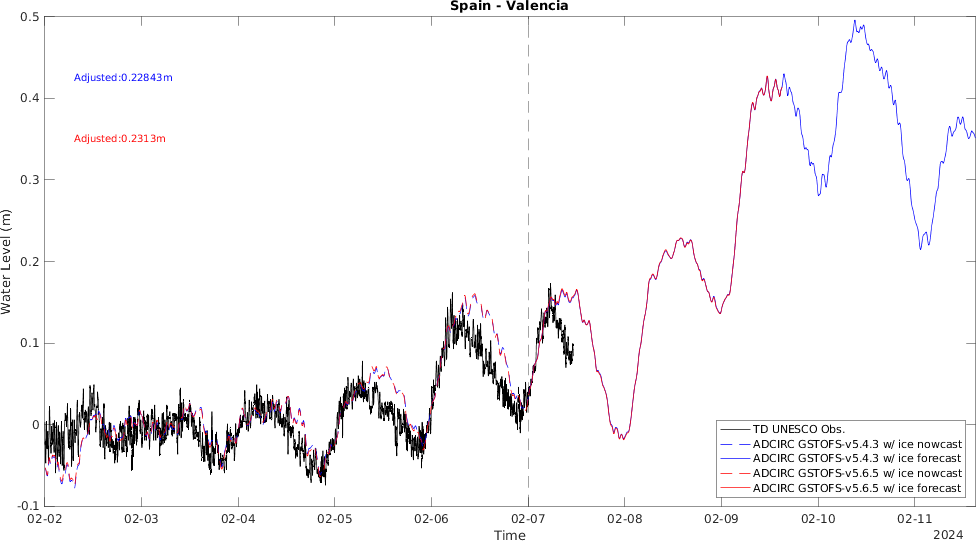 Spain - Valencia
0.5
0.4
0.3
0.2
0.1
0
-0.1
Water Level (m)
Adjusted:0.22843m
Adjusted:0.2313m
TD UNESCO Obs.
ADCIRC GSTOFS-v5.4.3 w/ ice nowcast
ADCIRC GSTOFS-v5.4.3 w/ ice forecast
ADCIRC GSTOFS-v5.6.5 w/ ice nowcast
ADCIRC GSTOFS-v5.6.5 w/ ice forecast
02-02 02-03 02-04 02-05 02-06 02-07 02-08 02-09 02-10 02-11
Time
2024